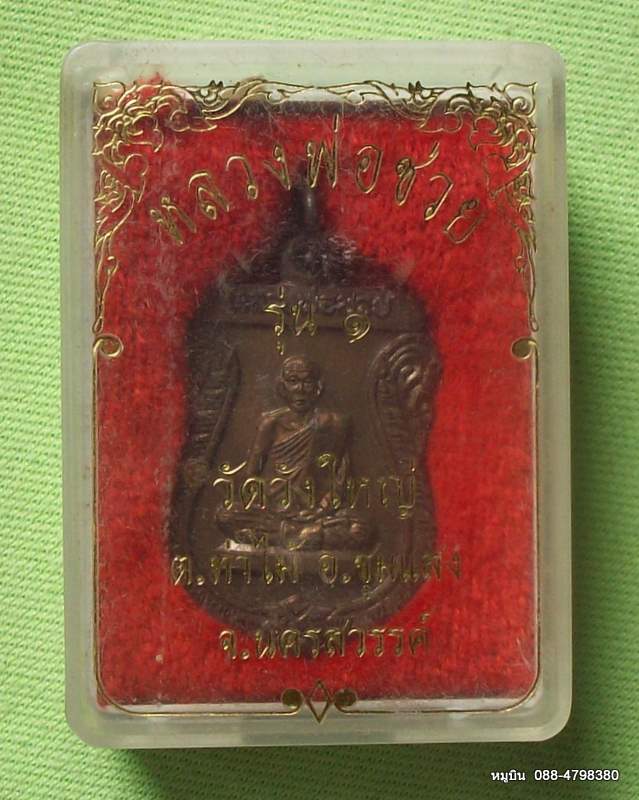 หลวงพ่อช่วย
รุ่น ๑
วัดวังใหญ่
ต.ท่าไม้ อ.ชุมแสง
จ.นครสวรรค์
หมูบิน 088-4798380